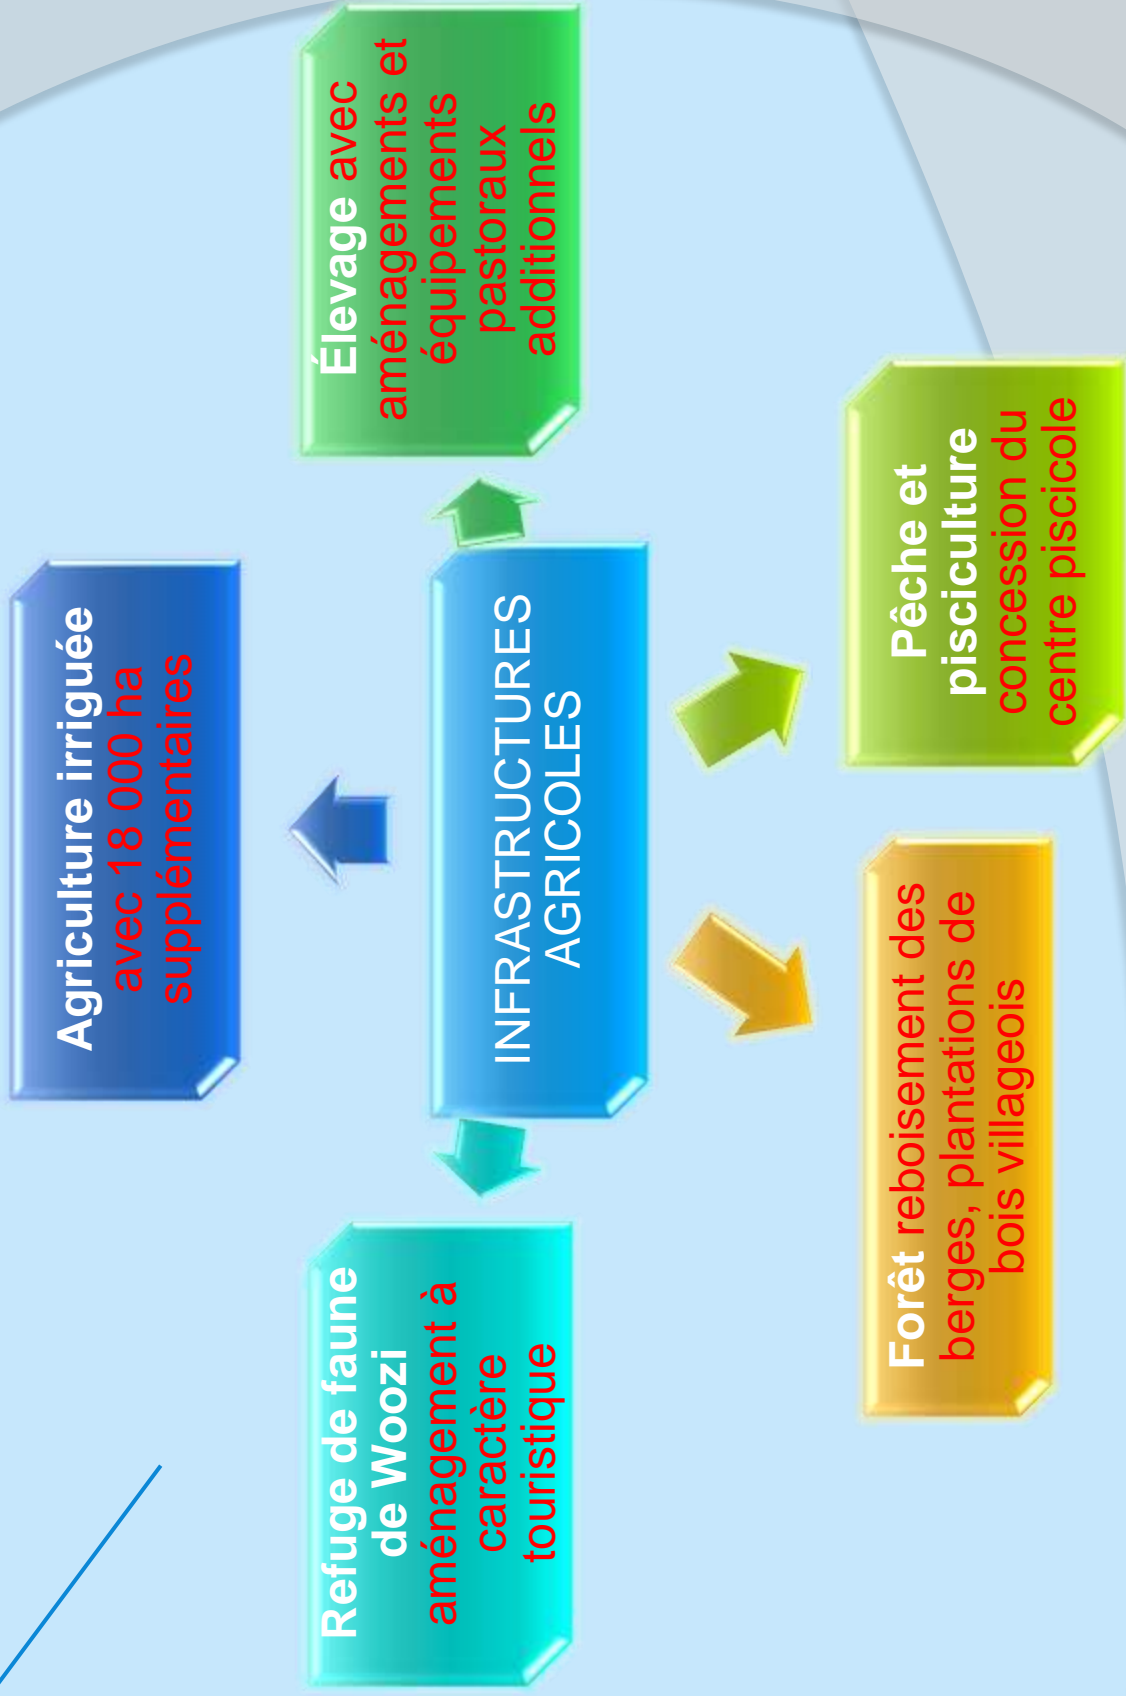 Agriculture irriguée
avec 18 000 ha
supplémentaires
Refuge de faune
de Woozi
aménagement à
caractère
touristique
INFRASTRUCTURES
AGRICOLES
Élevage avec
aménagements et
équipements
pastoraux
additionnels
Forêt reboisement des
berges, plantations de
bois villageois
Pêche et
pisciculture
concession du
centre piscicole